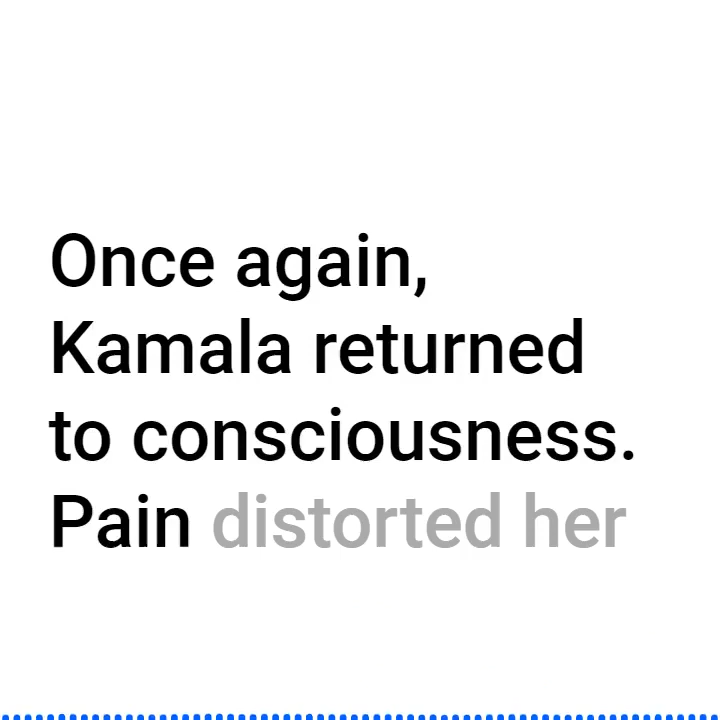 Once again,
Kamala returned
to consciousness.
Pain distorted her